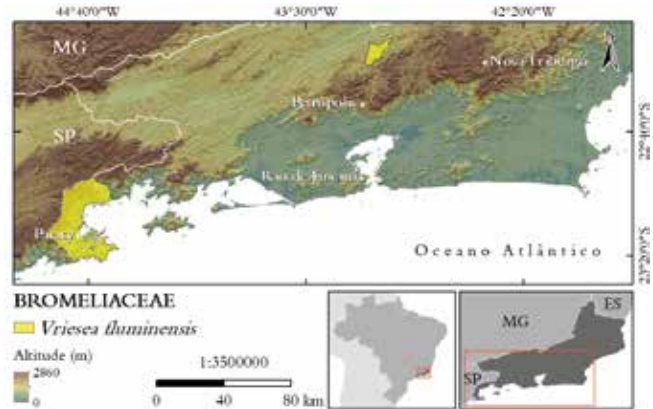 44°40'0"W 43°30'0"W 42°20'0"W
MG
Nova Friburgo
Petrópolis
SP
Rio de Janeiro
Oceano Atlântico
BROMELIACEAE
Vriesea fluminensis
Altitude (m)
2860
0
1:3500000
0 40 80 km
MG
ES
SP